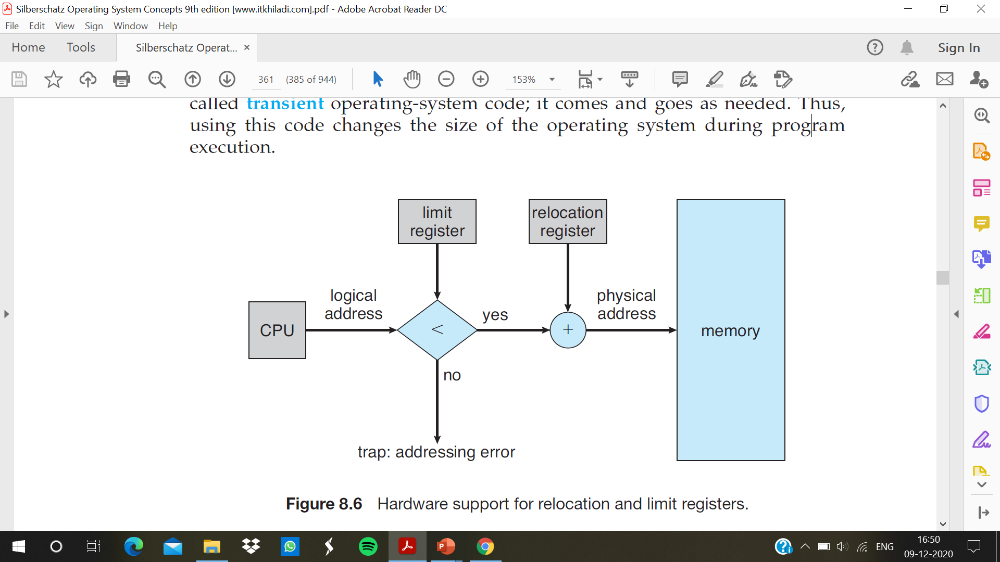 Silberschatz Operating System Concepts 9th edition [www.itkhiladi.com].pdf - Adobe Acrobat Reader DC
File Edit View Sign Window Help
Home Tools Silberschatz Operat... × ? Sign In
361 (385 of 944) 153%
called transient operating-system code; it comes and goes as needed. Thus,
using this code changes the size of the operating system during program
execution.
limit
register
relocation
register
logical
address
physical
address
CPU
<
yes
+
memory
no
trap: addressing error
Figure 8.6 Hardware support for relocation and limit registers.
ENG
16:50
09-12-2020